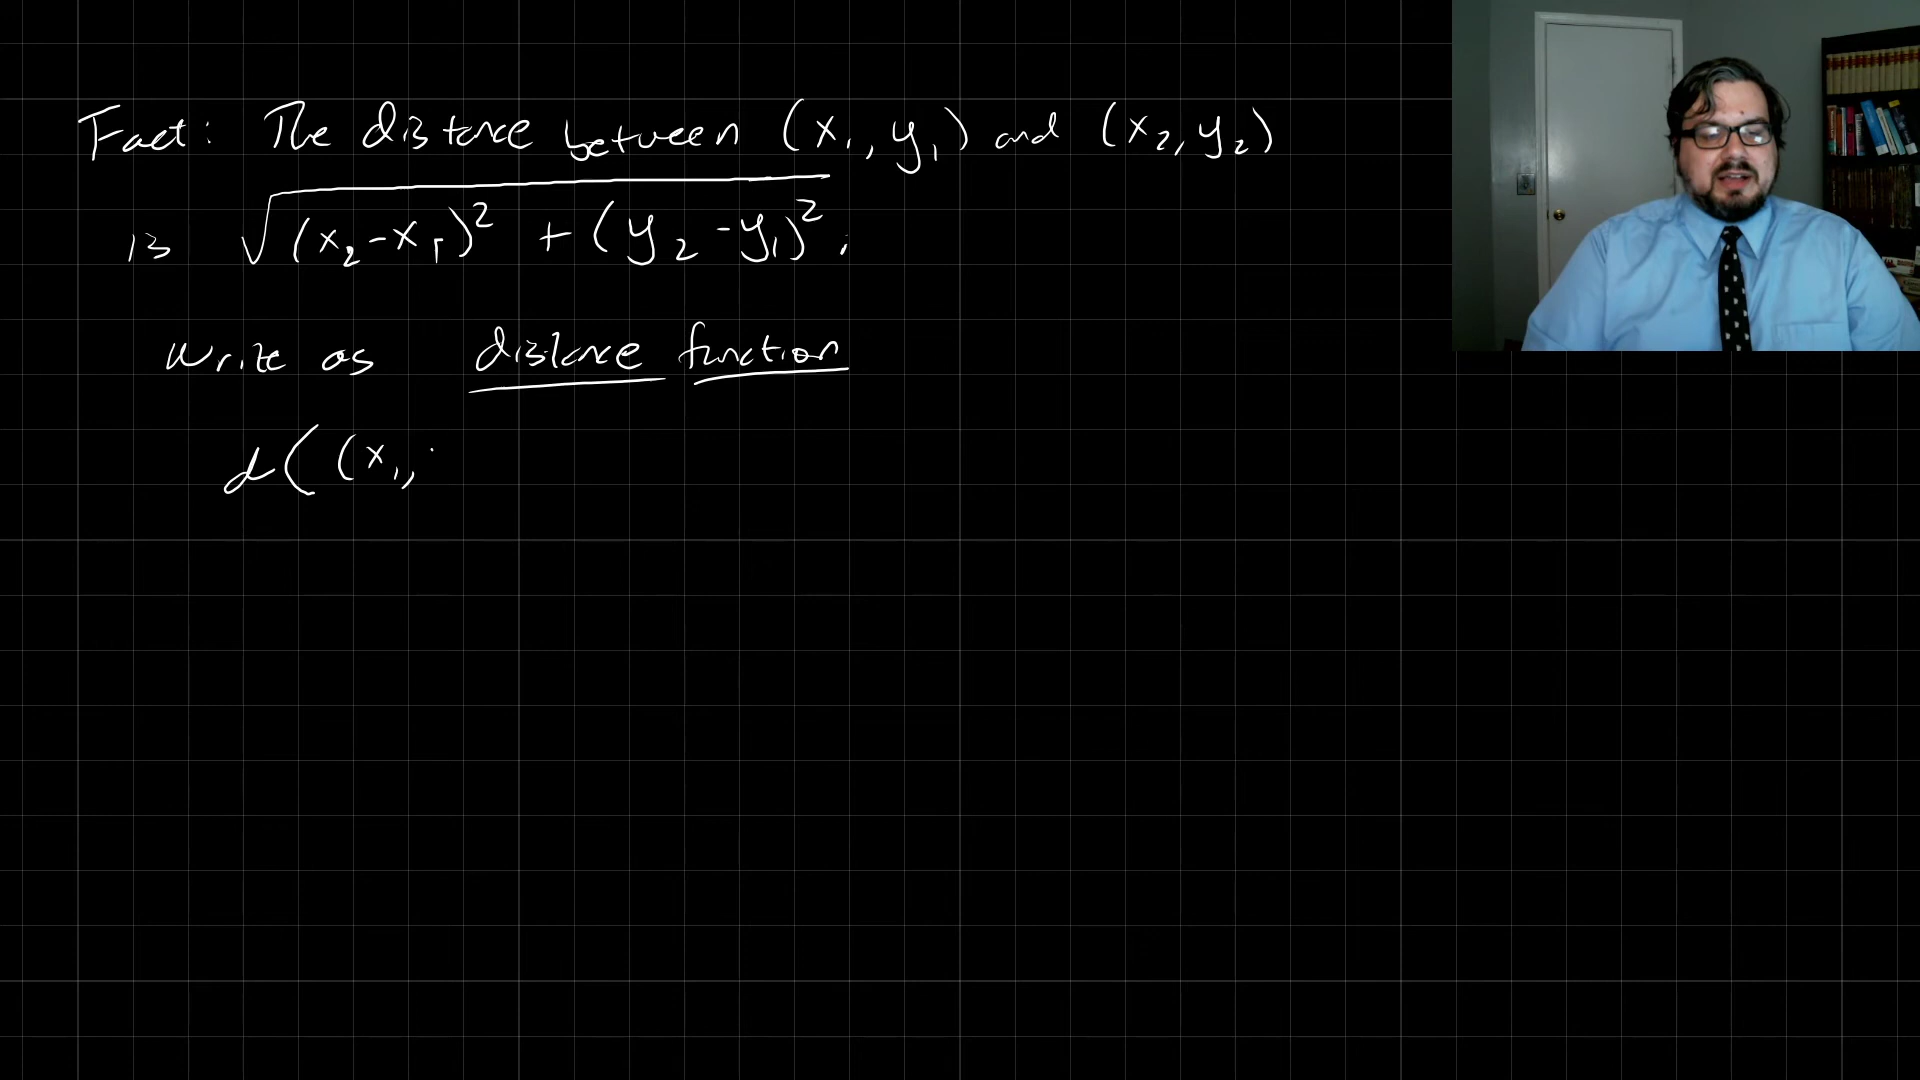 Fact: The distance between (x₁, y₁) and (x₂, y₂)
is √((x₂-x₁)² + (y₂-y₁)².
Write as distance function
d((x₁,